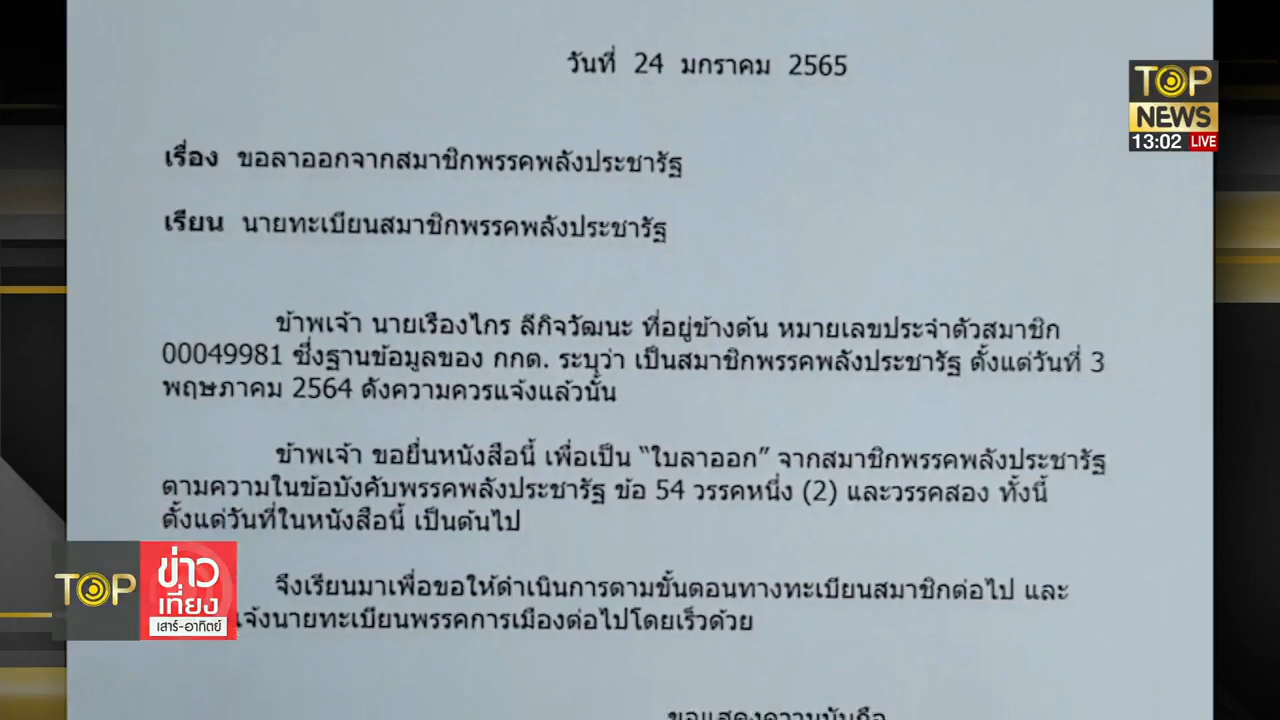 วันที่ 24 มกราคม 2565
TOP
NEWS
13:02 LIVE
เรื่อง ขอลาออกจากสมาชิกพรรคพลังประชารัฐ
เรียน นายทะเบียนสมาชิกพรรคพลังประชารัฐ
ข้าพเจ้า นายเรืองไกร ลีกิจวัฒนะ ที่อยู่ข้างต้น หมายเลขประจำตัวสมาชิก
00049981 ซึ่งฐานข้อมูลของ กกต. ระบุว่า เป็นสมาชิกพรรคพลังประชารัฐ ตั้งแต่วันที่ 3
พฤษภาคม 2564 ดังความควรแจ้งแล้วนั้น
ข้าพเจ้า ขอยื่นหนังสือนี้ เพื่อเป็น “ใบลาออก” จากสมาชิกพรรคพลังประชารัฐ
ตามความในข้อบังคับพรรคพลังประชารัฐ ข้อ 54 วรรคหนึ่ง (2) และวรรคสอง ทั้งนี้
ตั้งแต่วันที่ในหนังสือนี้ เป็นต้นไป
จึงเรียนมาเพื่อขอให้ดำเนินการตามขั้นตอนทางทะเบียนสมาชิกต่อไป และ
แจ้งนายทะเบียนพรรคการเมืองต่อไปโดยเร็วด้วย
TOP
ข่าว
เที่ยง
เสาร์-อาทิตย์
ขอแสดงความนับถือ